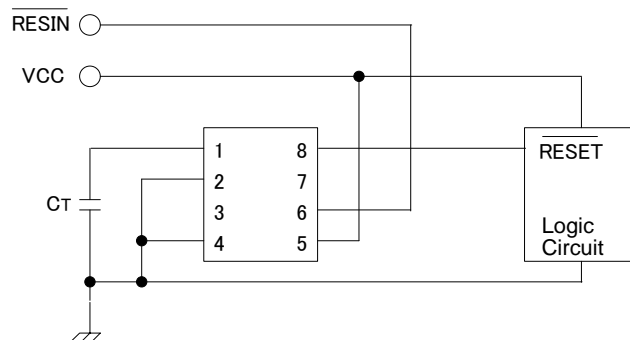 RESIN
VCC
1 8
2 7
3 6
4 5
CT
RESET
Logic
Circuit